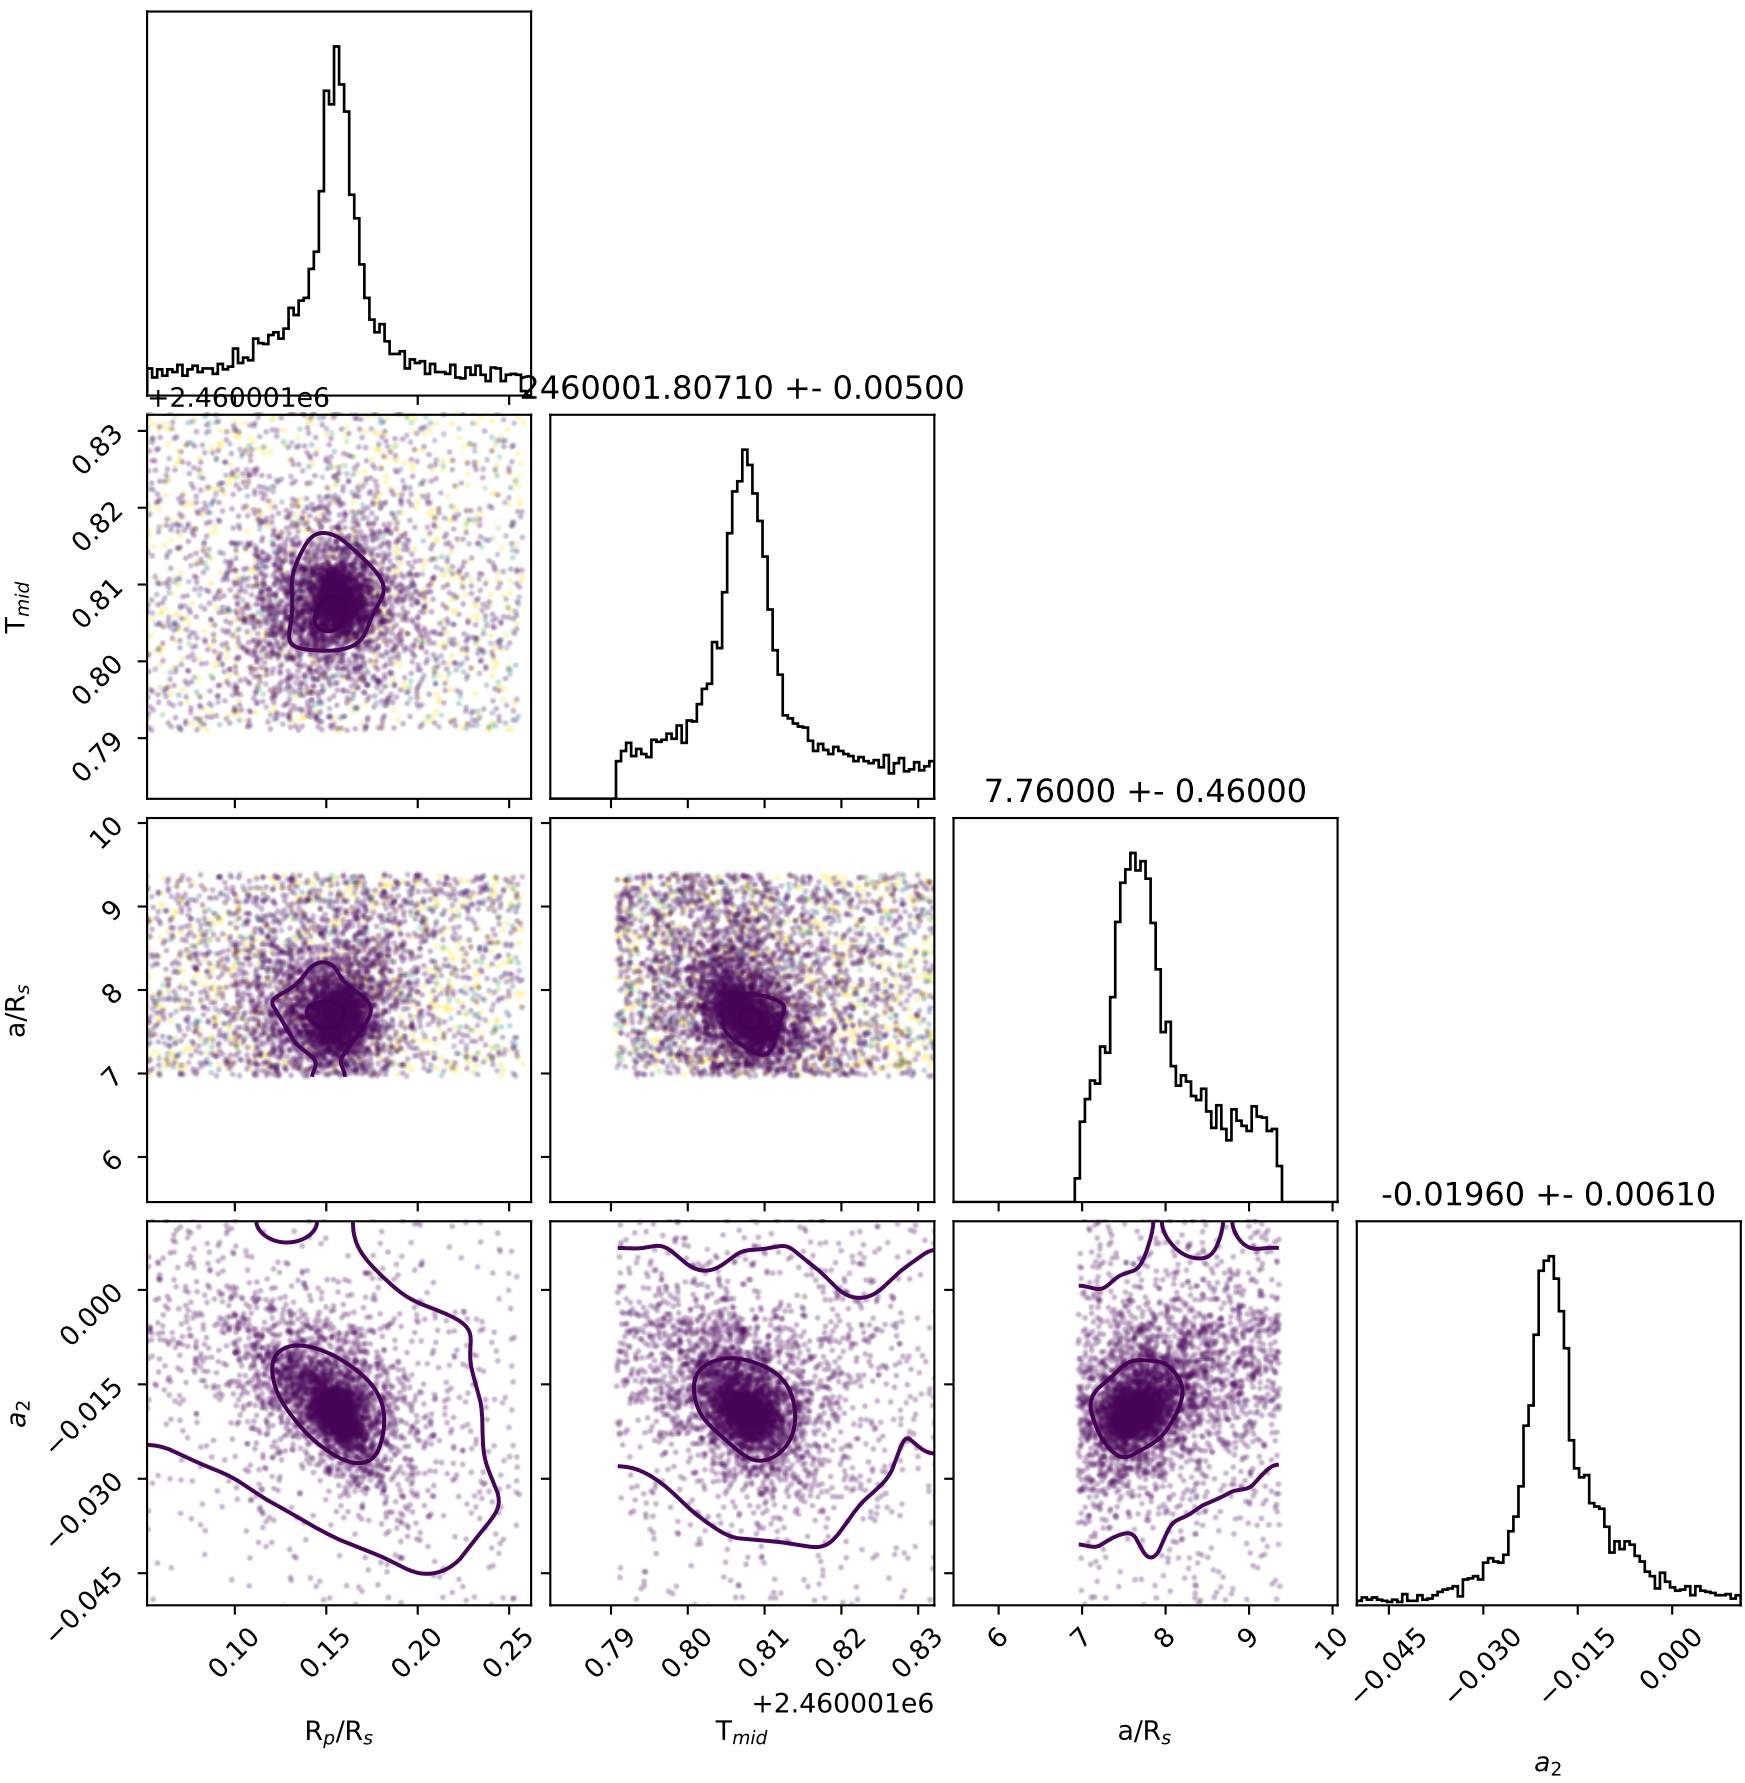 +2.460001e6
2460001.80710 +- 0.00500
0.83
0.82
0.81
0.80
0.79
T_mid
7.76000 +- 0.46000
10
9
8
7
6
a/R_s
-0.01960 +- 0.00610
0.000
−0.015
−0.030
−0.045
a_2
0.10 0.15 0.20 0.25
0.79 0.80 0.81 0.82 0.83
6 7 8 9 10
−0.045 −0.030 −0.015 0.000
+2.460001e6
R_p/R_s
T_mid
a/R_s
a_2